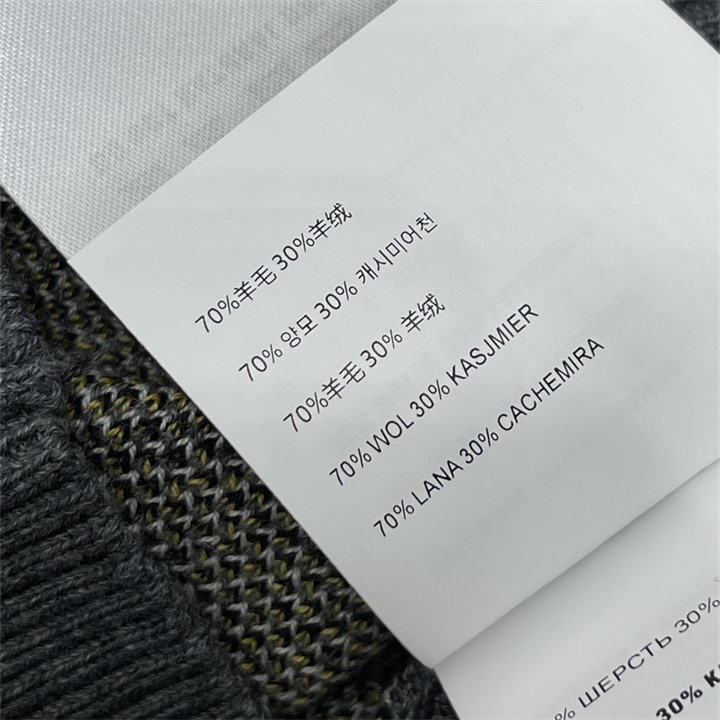 70%羊毛 30%羊绒
70% 양모 30% 캐시미어천
70%羊毛 30% 羊绒
70% WOL 30% KASJMIER
70% LANA 30% CACHEMIRA
% ШЕРСТЬ 30%
30% K